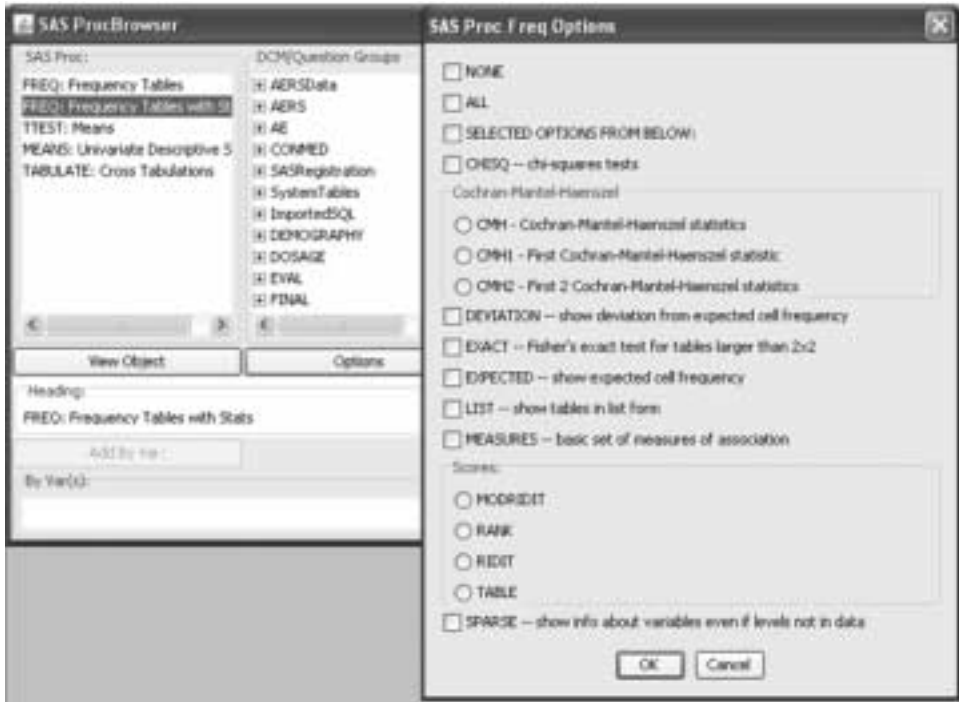 SAS ProcBrowser
SAS Proc:
FREQ: Frequency Tables
FREQ: Frequency Tables with St
TTEST: Means
MEANS: Univariate Descriptive S
TABULATE: Cross Tabulations
DCM/Question Groups
AERSData
AERS
AE
CONMED
SASRegistration
SystemTables
ImportedSQL
DEMOGRAPHY
DOSAGE
EVAL
FINAL
View Object
Options
Heading:
FREQ: Frequency Tables with Stats
Add By Var:
By Var(s):
SAS Proc Freq Options
NONE
ALL
SELECTED OPTIONS FROM BELOW:
CHISQ -- chi-squares tests
Cochran-Mantel-Haenszel
CMH - Cochran-Mantel-Haenszel statistics
CMH1 - First Cochran-Mantel-Haenszel statistic
CMH2 - First 2 Cochran-Mantel-Haenszel statistics
DEVIATION -- show deviation from expected cell frequency
EXACT -- Fisher's exact test for tables larger than 2x2
EXPECTED -- show expected cell frequency
LIST -- show tables in list form
MEASURES -- basic set of measures of association
Scores:
MODRIDIT
RANK
RIDIT
TABLE
SPARSE -- show info about variables even if levels not in data
OK
Cancel